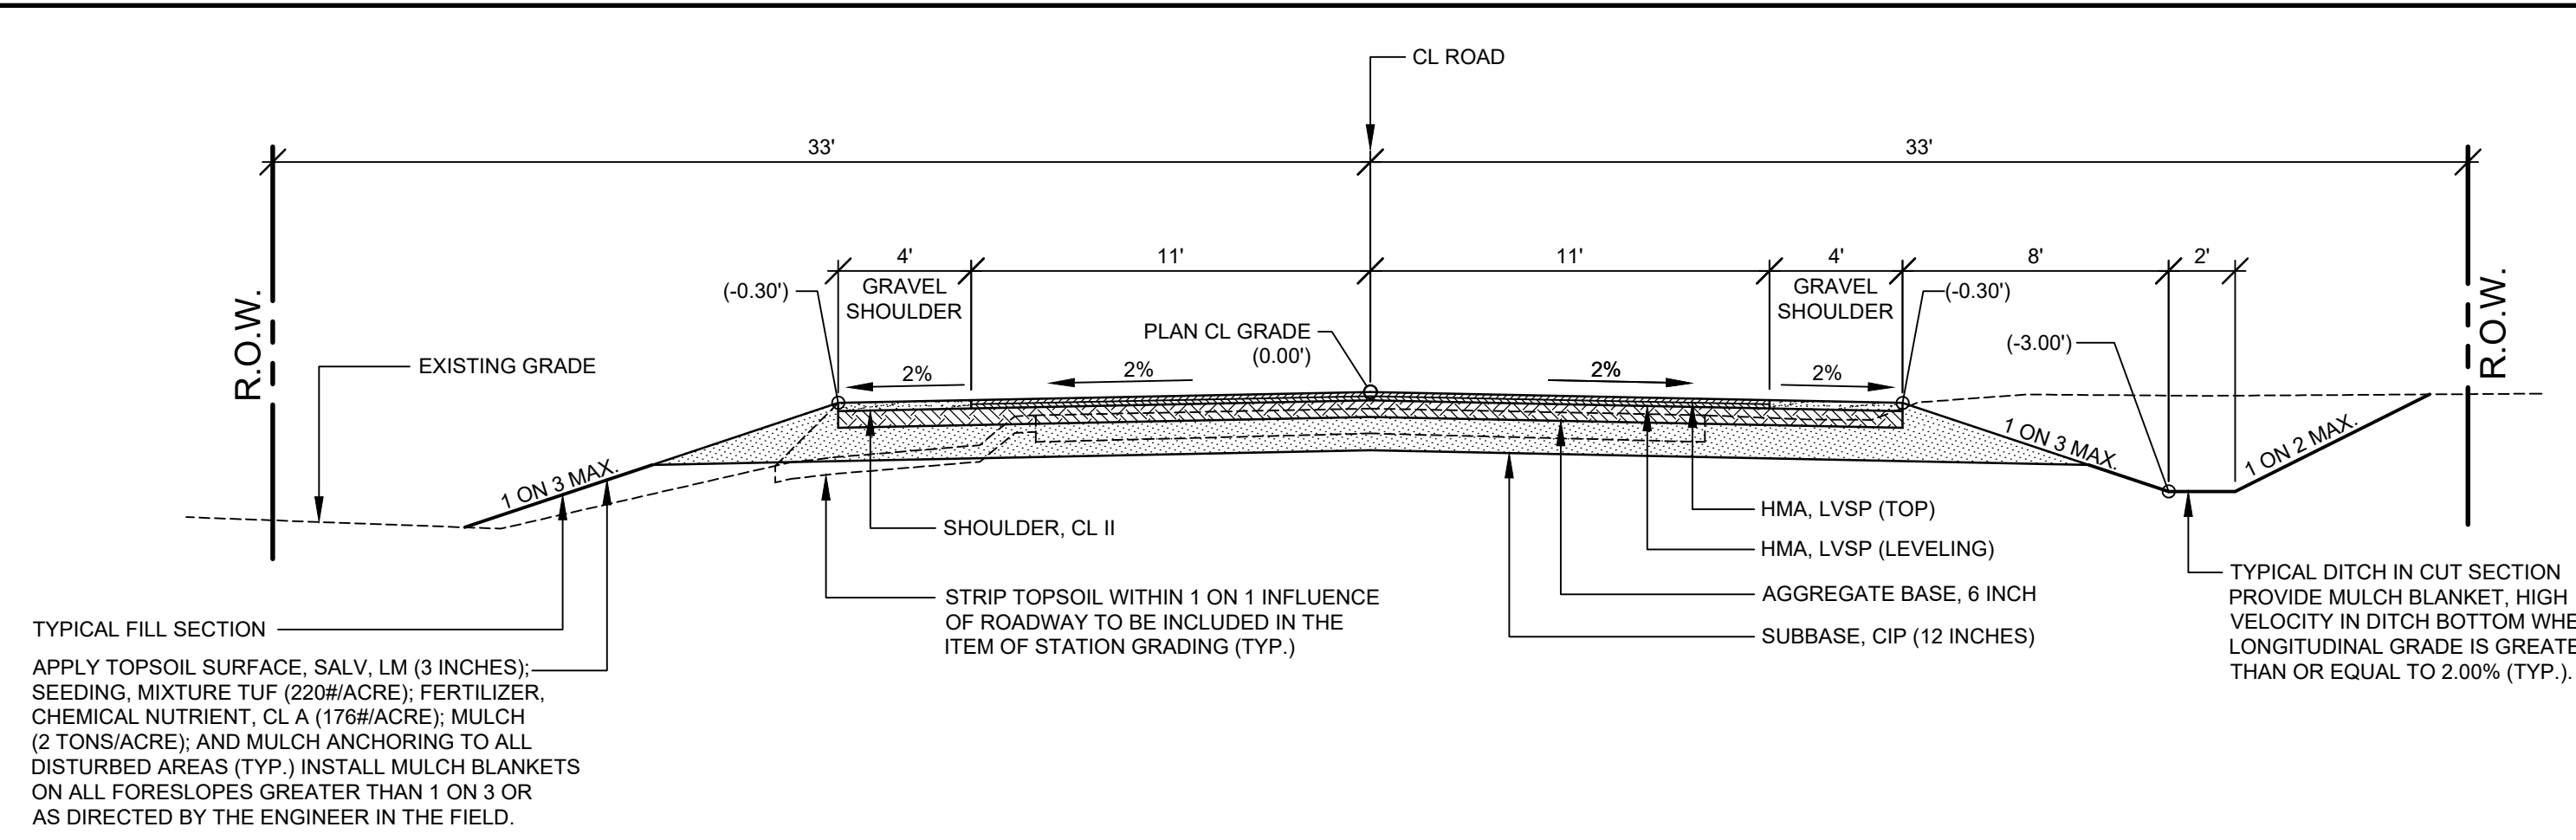 CL ROAD
33'
33'
4'
11'
11'
4'
8'
2'
GRAVEL
SHOULDER
GRAVEL
SHOULDER
(-0.30')
(-0.30')
PLAN CL GRADE
(0.00')
(-3.00')
R.O.W.
R.O.W.
EXISTING GRADE
2%
2%
2%
2%
1 ON 3 MAX.
1 ON 3 MAX.
1 ON 2 MAX.
SHOULDER, CL II
STRIP TOPSOIL WITHIN 1 ON 1 INFLUENCE
OF ROADWAY TO BE INCLUDED IN THE
ITEM OF STATION GRADING (TYP.)
HMA, LVSP (TOP)
HMA, LVSP (LEVELING)
AGGREGATE BASE, 6 INCH
SUBBASE, CIP (12 INCHES)
TYPICAL DITCH IN CUT SECTION
PROVIDE MULCH BLANKET, HIGH
VELOCITY IN DITCH BOTTOM
LONGITUDINAL GRADE IS
THAN OR EQUAL TO 2.00% (TYP.).
TYPICAL FILL SECTION
APPLY TOPSOIL SURFACE, SALV, LM (3 INCHES);
SEEDING, MIXTURE TUF (220#/ACRE); FERTILIZER,
CHEMICAL NUTRIENT, CL A (176#/ACRE); MULCH
(2 TONS/ACRE); AND MULCH ANCHORING TO ALL
DISTURBED AREAS (TYP.) INSTALL MULCH BLANKETS
ON ALL FORESLOPES GREATER THAN 1 ON 3 OR
AS DIRECTED BY THE ENGINEER IN THE FIELD.